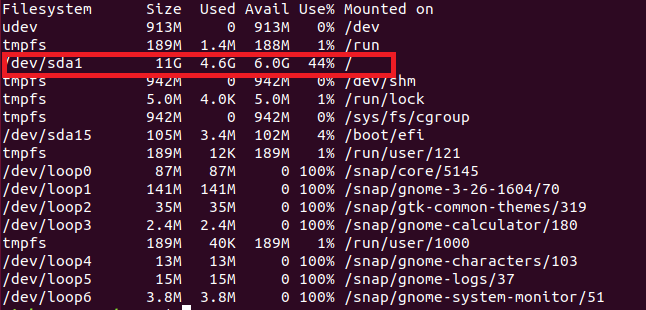 Filesystem Size Used Avail Use% Mounted on
udev 913M 0 913M 0% /dev
tmpfs 189M 1.4M 188M 1% /run
/dev/sda1 11G 4.6G 6.0G 44% /
tmpfs 942M 0 942M 0% /dev/shm
tmpfs 5.0M 4.0K 5.0M 1% /run/lock
tmpfs 942M 0 942M 0% /sys/fs/cgroup
/dev/sda15 105M 3.4M 102M 4% /boot/efi
tmpfs 189M 12K 189M 1% /run/user/121
/dev/loop0 87M 87M 0 100% /snap/core/5145
/dev/loop1 141M 141M 0 100% /snap/gnome-3-26-1604/70
/dev/loop2 35M 35M 0 100% /snap/gtk-common-themes/319
/dev/loop3 2.4M 2.4M 0 100% /snap/gnome-calculator/180
tmpfs 189M 40K 189M 1% /run/user/1000
/dev/loop4 13M 13M 0 100% /snap/gnome-characters/103
/dev/loop5 15M 15M 0 100% /snap/gnome-logs/37
/dev/loop6 3.8M 3.8M 0 100% /snap/gnome-system-monitor/51